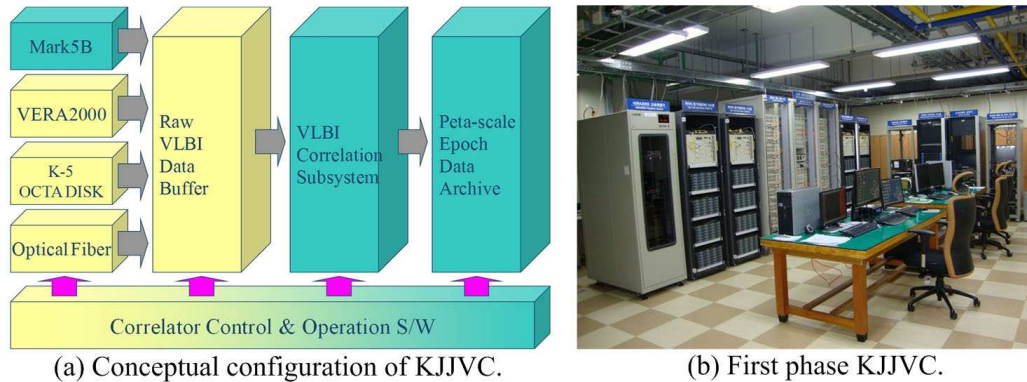 Mark5B
VERA2000
K-5
OCTA DISK
Optical Fiber
Raw
VLBI
Data
Buffer
VLBI
Correlation
Subsystem
Peta-scale
Epoch
Data
Archive
Correlator Control & Operation S/W
(a) Conceptual configuration of KJJVC.
(b) First phase KJJVC.